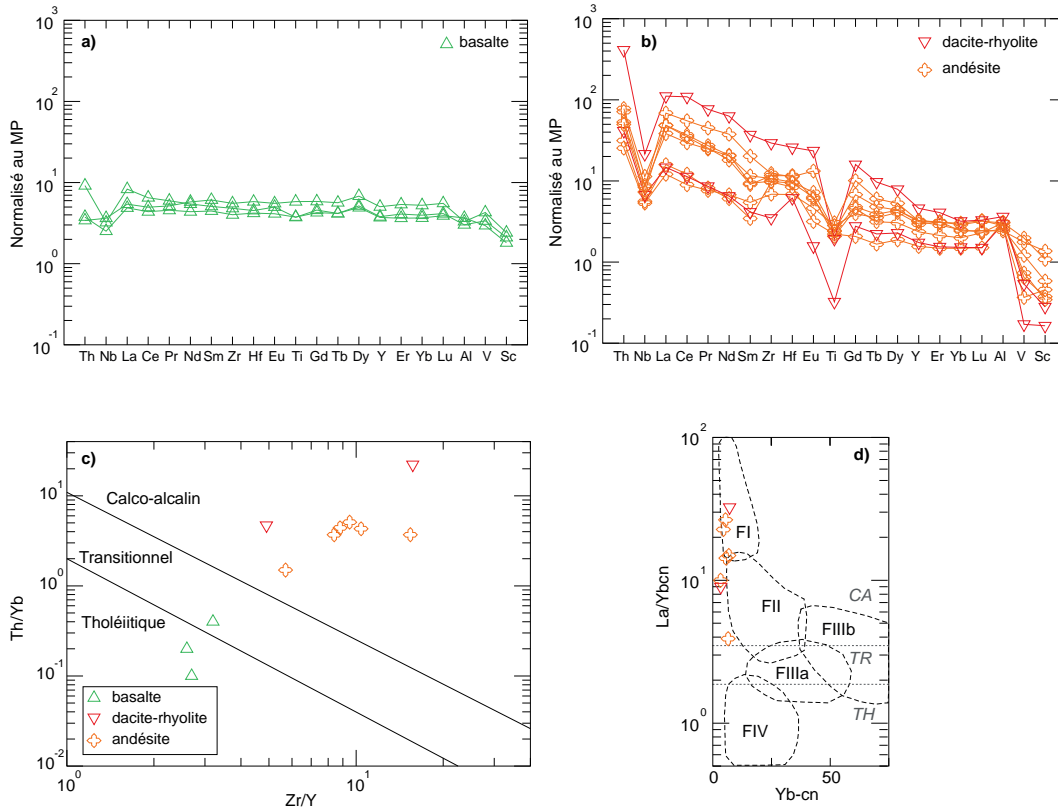 a)
basalte
10^3
10^2
10^1
10^0
10^-1
Normalisé au MP
Th Nb La Ce Pr Nd Sm Zr Hf Eu Ti Gd Tb Dy Y Er Yb Lu Al V Sc
b)
dacite-rhyolite
andésite
10^3
10^2
10^1
10^0
10^-1
Normalisé au MP
Th Nb La Ce Pr Nd Sm Zr Hf Eu Ti Gd Tb Dy Y Er Yb Lu Al V Sc
c)
Calco-alcalin
Transitionnel
Tholéiitique
10^1
10^0
10^-1
10^-2
Th/Yb
basalte
dacite-rhyolite
andésite
10^0 10^1
Zr/Y
d)
10^2
10^1
10^0
La/Ybcn
FI
FII
CA
FIIIb
TR
FIIIa
TH
FIV
0 50
Yb-cn